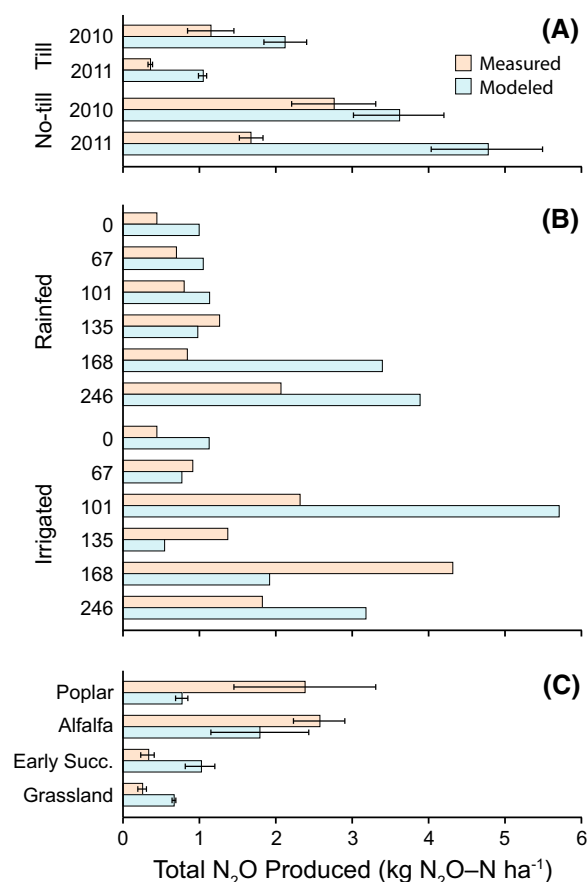 (A)
Till
2010
2011
No-till
2010
2011
Measured
Modeled
(B)
Rainfed
0
67
101
135
168
246
Irrigated
0
67
101
135
168
246
(C)
Poplar
Alfalfa
Early Succ.
Grassland
0 1 2 3 4 5 6
Total N₂O Produced (kg N₂O–N ha⁻¹)